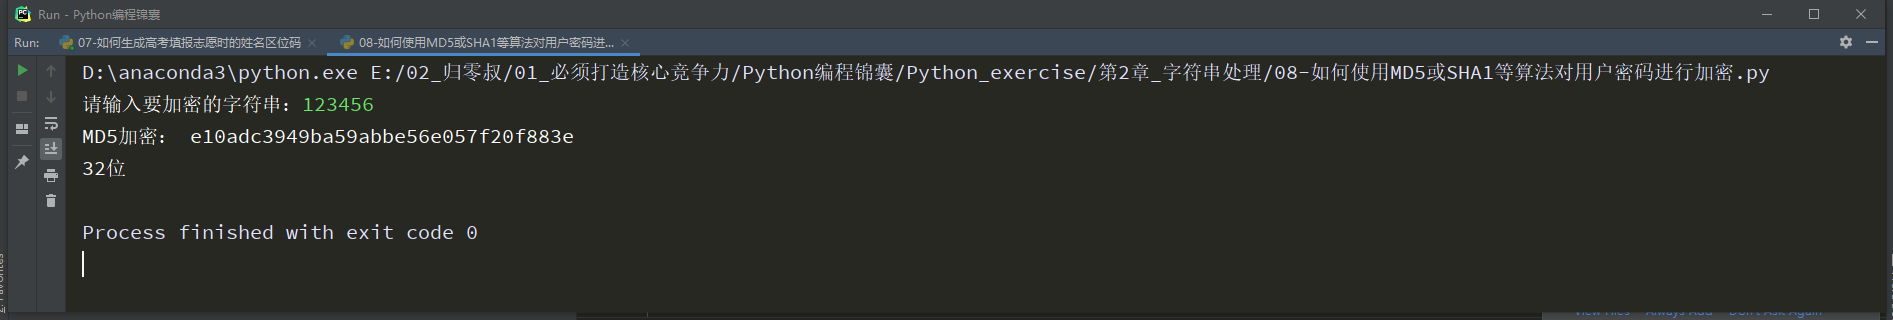 Run - Python编程锦囊
Run: 07-如何生成高考填报志愿时的姓名区位码 08-如何使用MD5或SHA1等算法对用户密码进...
D:\anaconda3\python.exe E:/02_归零叔/01_必须打造核心竞争力/Python编程锦囊/Python_exercise/第2章_字符串处理/08-如何使用MD5或SHA1等算法对用户密码进行加密.py
请输入要加密的字符串：123456
MD5加密： e10adc3949ba59abbe56e057f20f883e
32位
Process finished with exit code 0